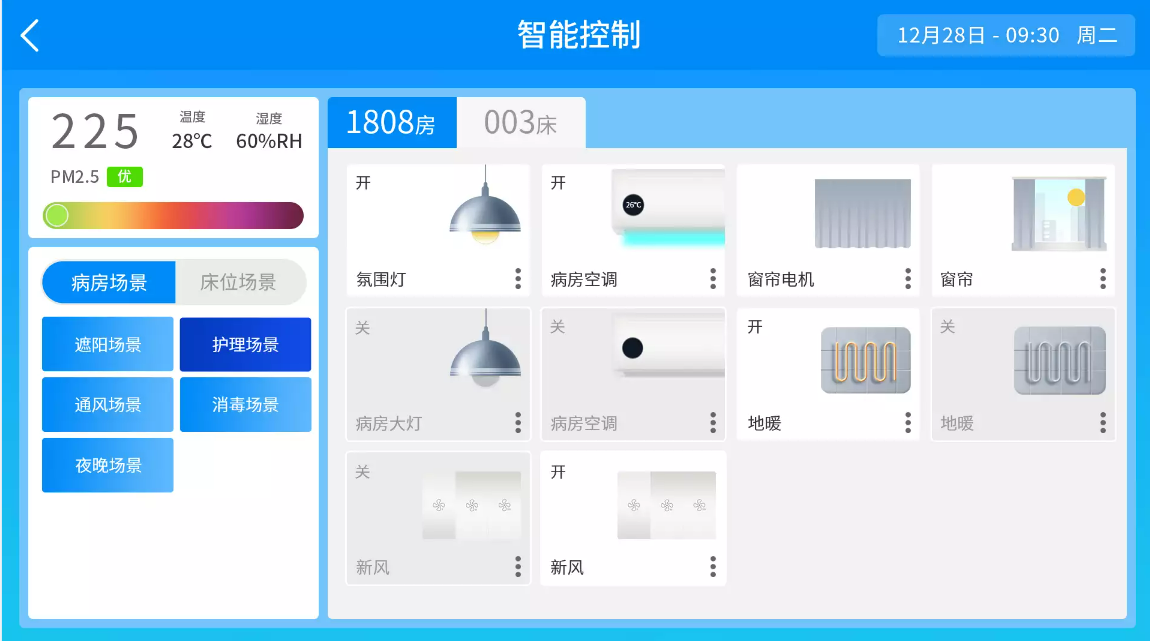 智能控制
12月28日 - 09:30 周二
225
温度
28℃
湿度
60%RH
PM2.5 优
1808房
003床
病房场景
床位场景
遮阳场景
护理场景
通风场景
消毒场景
夜晚场景
开
氛围灯
开
26℃
病房空调
窗帘电机
窗帘
关
病房大灯
关
病房空调
开
地暖
关
地暖
关
新风
开
新风